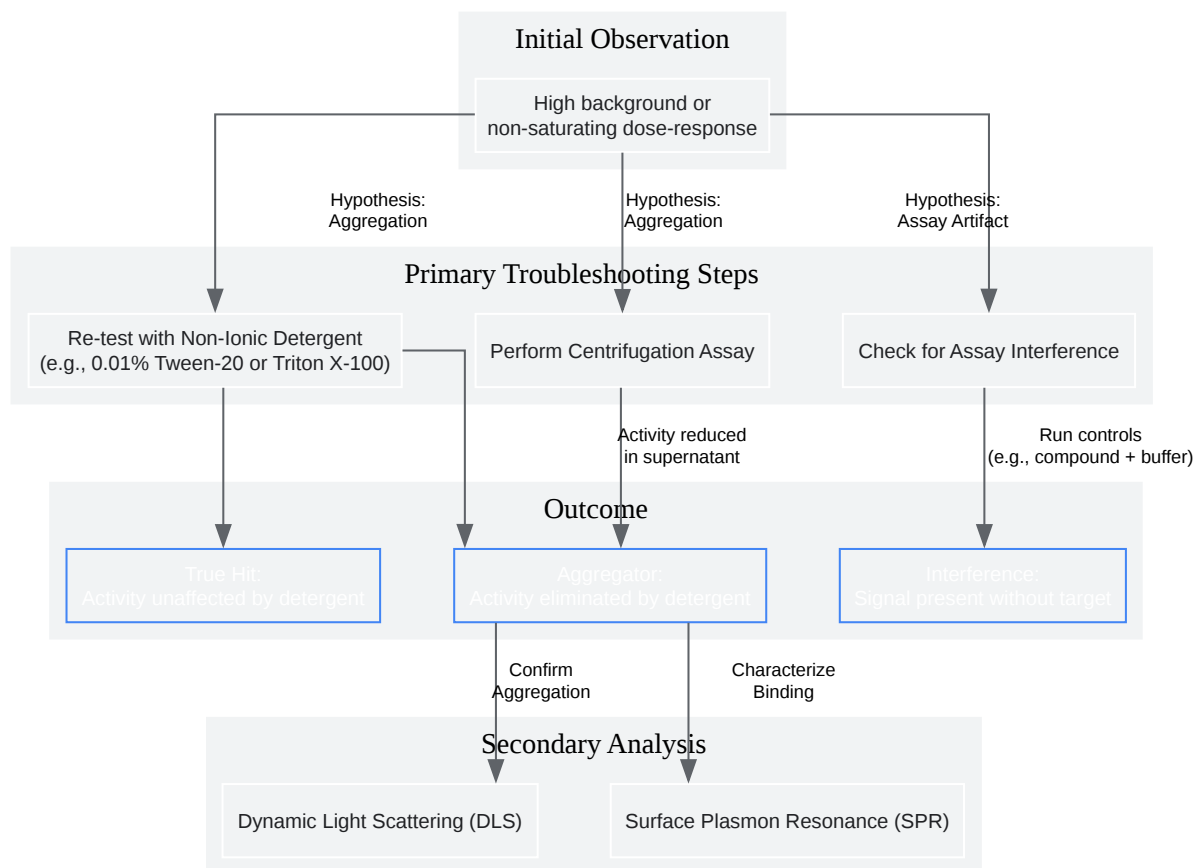 Initial Observation
High background or
non-saturating dose-response
Hypothesis:
Aggregation
Hypothesis:
Aggregation
Hypothesis:
Assay Artifact
Primary Troubleshooting Steps
Re-test with Non-Ionic Detergent
(e.g., 0.01% Tween-20 or Triton X-100)
Perform Centrifugation Assay
Check for Assay Interference
Activity reduced
in supernatant
Run controls
(e.g., compound + buffer)
Outcome
True Hit:
Activity unaffected by detergent
Aggregator:
Activity eliminated by detergent
Interference:
Signal present without target
Confirm
Aggregation
Characterize
Binding
Secondary Analysis
Dynamic Light Scattering (DLS)
Surface Plasmon Resonance (SPR)